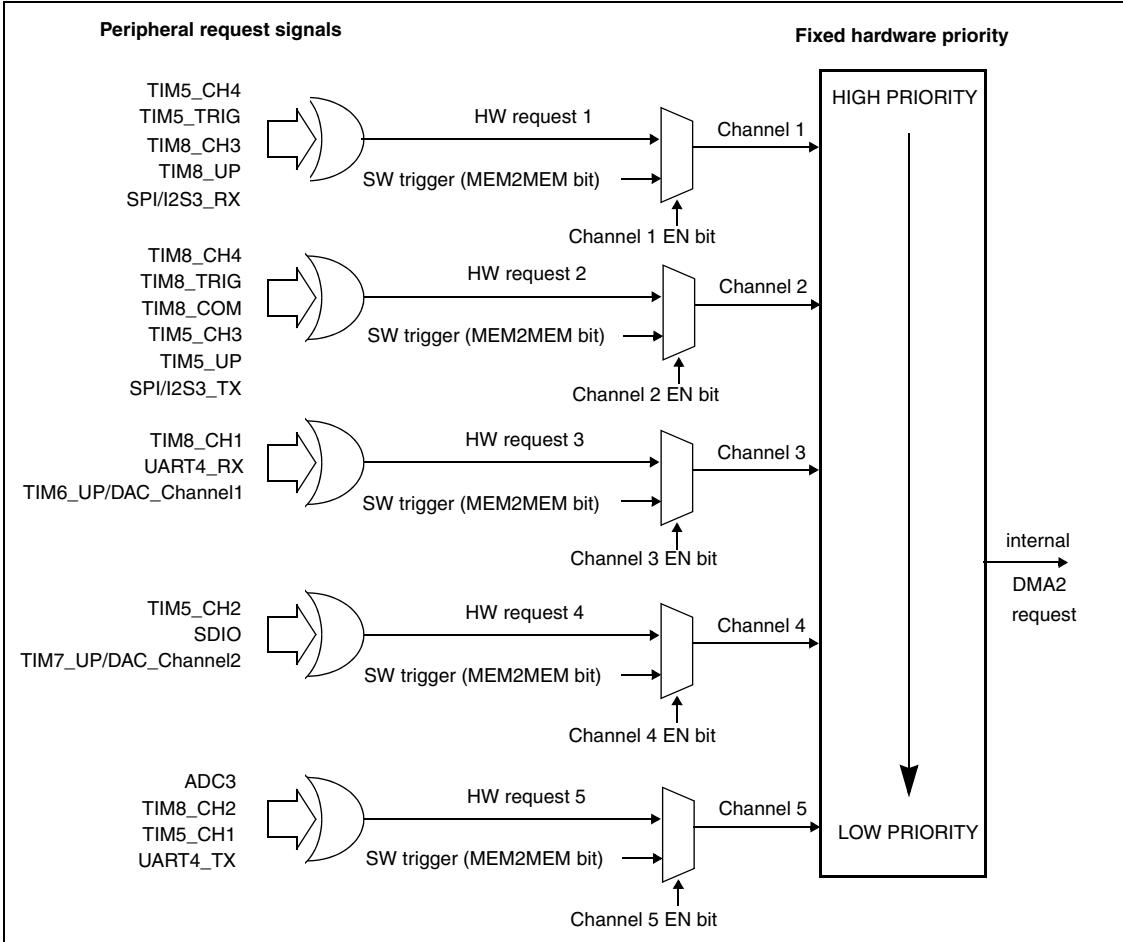 Peripheral request signals
Fixed hardware priority
TIM5_CH4
TIM5_TRIG
TIM8_CH3
TIM8_UP
SPI/I2S3_RX
HW request 1
SW trigger (MEM2MEM bit)
Channel 1
Channel 1 EN bit
HIGH PRIORITY
TIM8_CH4
TIM8_TRIG
TIM8_COM
TIM5_CH3
TIM5_UP
SPI/I2S3_TX
HW request 2
SW trigger (MEM2MEM bit)
Channel 2
Channel 2 EN bit
TIM8_CH1
UART4_RX
TIM6_UP/DAC_Channel1
HW request 3
SW trigger (MEM2MEM bit)
Channel 3
Channel 3 EN bit
internal
DMA2
request
TIM5_CH2
SDIO
TIM7_UP/DAC_Channel2
HW request 4
SW trigger (MEM2MEM bit)
Channel 4
Channel 4 EN bit
ADC3
TIM8_CH2
TIM5_CH1
UART4_TX
HW request 5
SW trigger (MEM2MEM bit)
Channel 5
Channel 5 EN bit
LOW PRIORITY